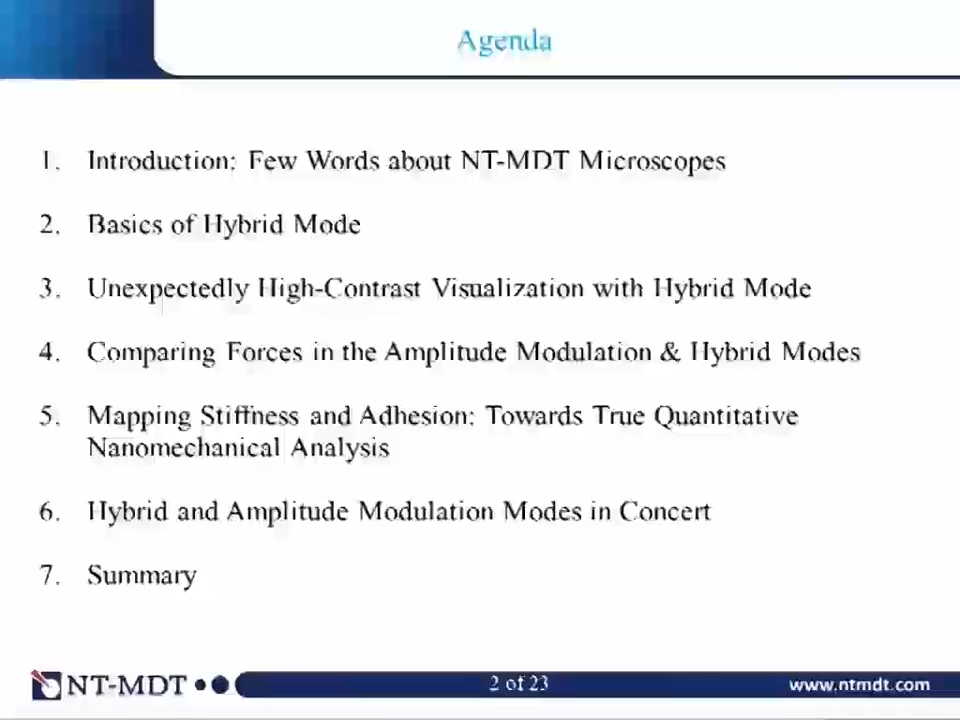 Agenda
1. Introduction: Few Words about NT-MDT Microscopes
2. Basics of Hybrid Mode
3. Unexpectedly High-Contrast Visualization with Hybrid Mode
4. Comparing Forces in the Amplitude Modulation & Hybrid Modes
5. Mapping Stiffness and Adhesion: Towards True Quantitative
Nanomechanical Analysis
6. Hybrid and Amplitude Modulation Modes in Concert
7. Summary
NT-MDT 2 of 23 www.ntmdt.com